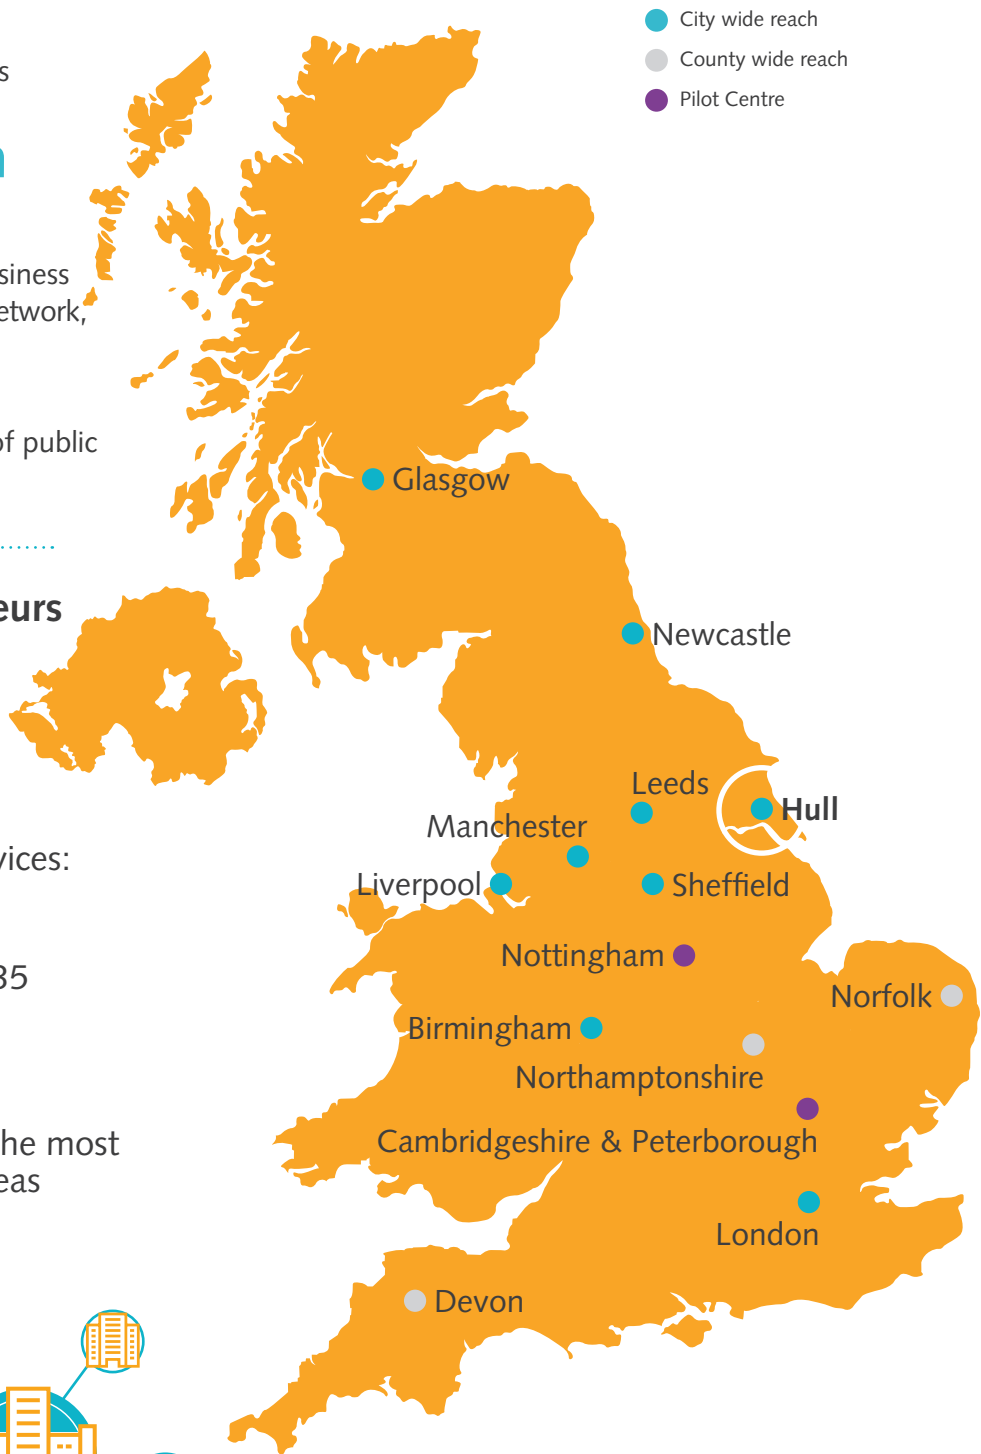 City wide reach
County wide reach
Pilot Centre
s
siness
etwork,
of public
Glasgow
eurs
Newcastle
Leeds
Hull
Manchester
vices:
Liverpool
Sheffield
Nottingham
35
Norfolk
Birmingham
Northamptonshire
he most
Cambridgeshire & Peterborough
eas
London
Devon